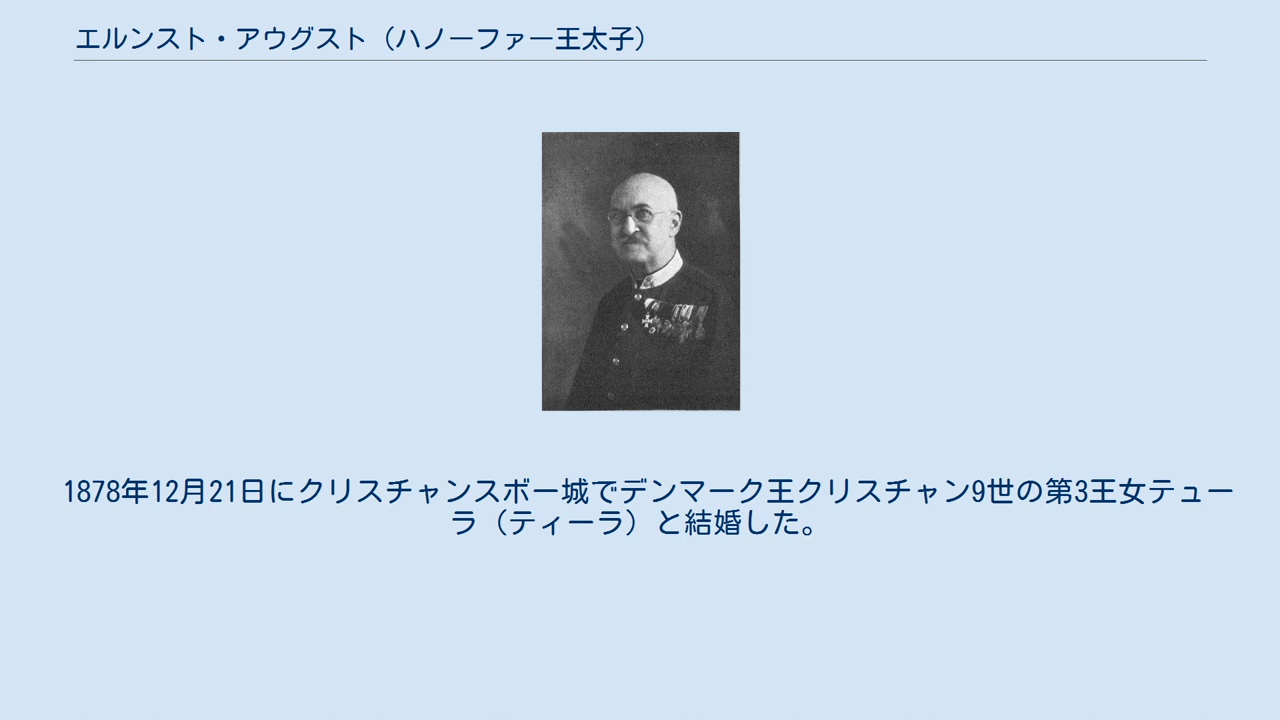 エルンスト・アウグスト（ハノーファー王太子）
1878年12月21日にクリスチャンスボー城でデンマーク王クリスチャン9世の第3王女テュー
ラ（ティーラ）と結婚した。